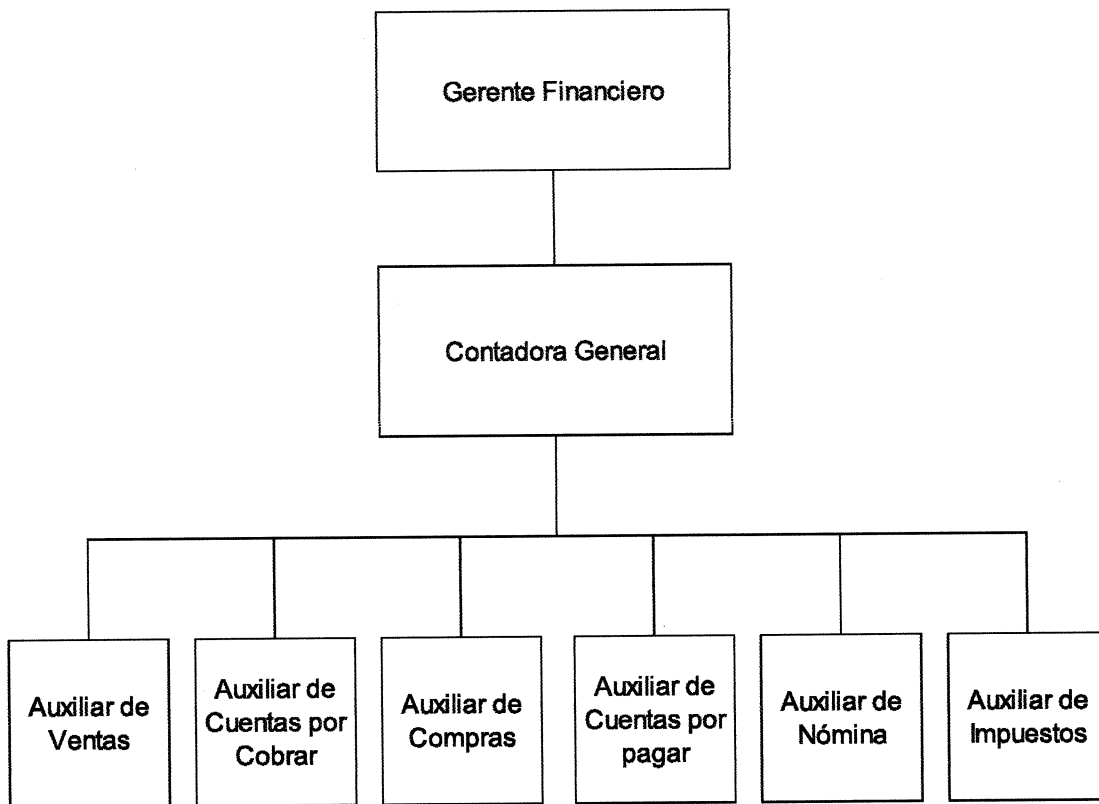 Gerente Financiero
Contadora General
Auxiliar de
Ventas
Auxiliar de
Cuentas por
Cobrar
Auxiliar de
Compras
Auxiliar de
Cuentas por
pagar
Auxiliar de
Nómina
Auxiliar de
Impuestos